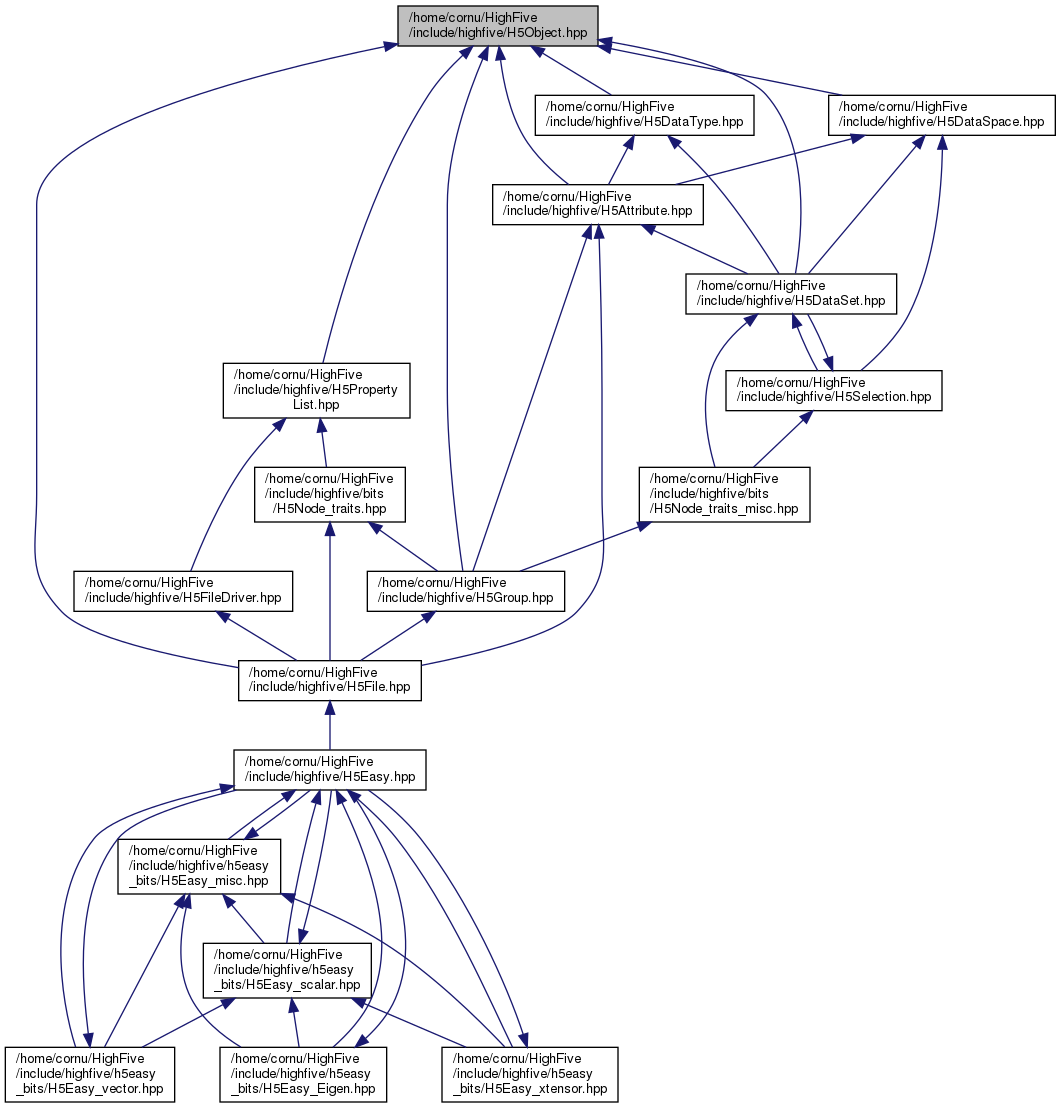 /home/cornu/HighFive
/include/highfive/H5Object.hpp
/home/cornu/HighFive
/include/highfive/H5DataType.hpp
/home/cornu/HighFive
/include/highfive/H5DataSpace.hpp
/home/cornu/HighFive
/include/highfive/H5Attribute.hpp
/home/cornu/HighFive
/include/highfive/H5DataSet.hpp
/home/cornu/HighFive
/include/highfive/H5Property
List.hpp
/home/cornu/HighFive
/include/highfive/H5Selection.hpp
/home/cornu/HighFive
/include/highfive/bits
/H5Node_traits.hpp
/home/cornu/HighFive
/include/highfive/bits
/H5Node_traits_misc.hpp
/home/cornu/HighFive
/include/highfive/H5FileDriver.hpp
/home/cornu/HighFive
/include/highfive/H5Group.hpp
/home/cornu/HighFive
/include/highfive/H5File.hpp
/home/cornu/HighFive
/include/highfive/H5Easy.hpp
/home/cornu/HighFive
/include/highfive/h5easy
_bits/H5Easy_misc.hpp
/home/cornu/HighFive
/include/highfive/h5easy
_bits/H5Easy_scalar.hpp
/home/cornu/HighFive
/include/highfive/h5easy
_bits/H5Easy_vector.hpp
/home/cornu/HighFive
/include/highfive/h5easy
_bits/H5Easy_Eigen.hpp
/home/cornu/HighFive
/include/highfive/h5easy
_bits/H5Easy_xtensor.hpp